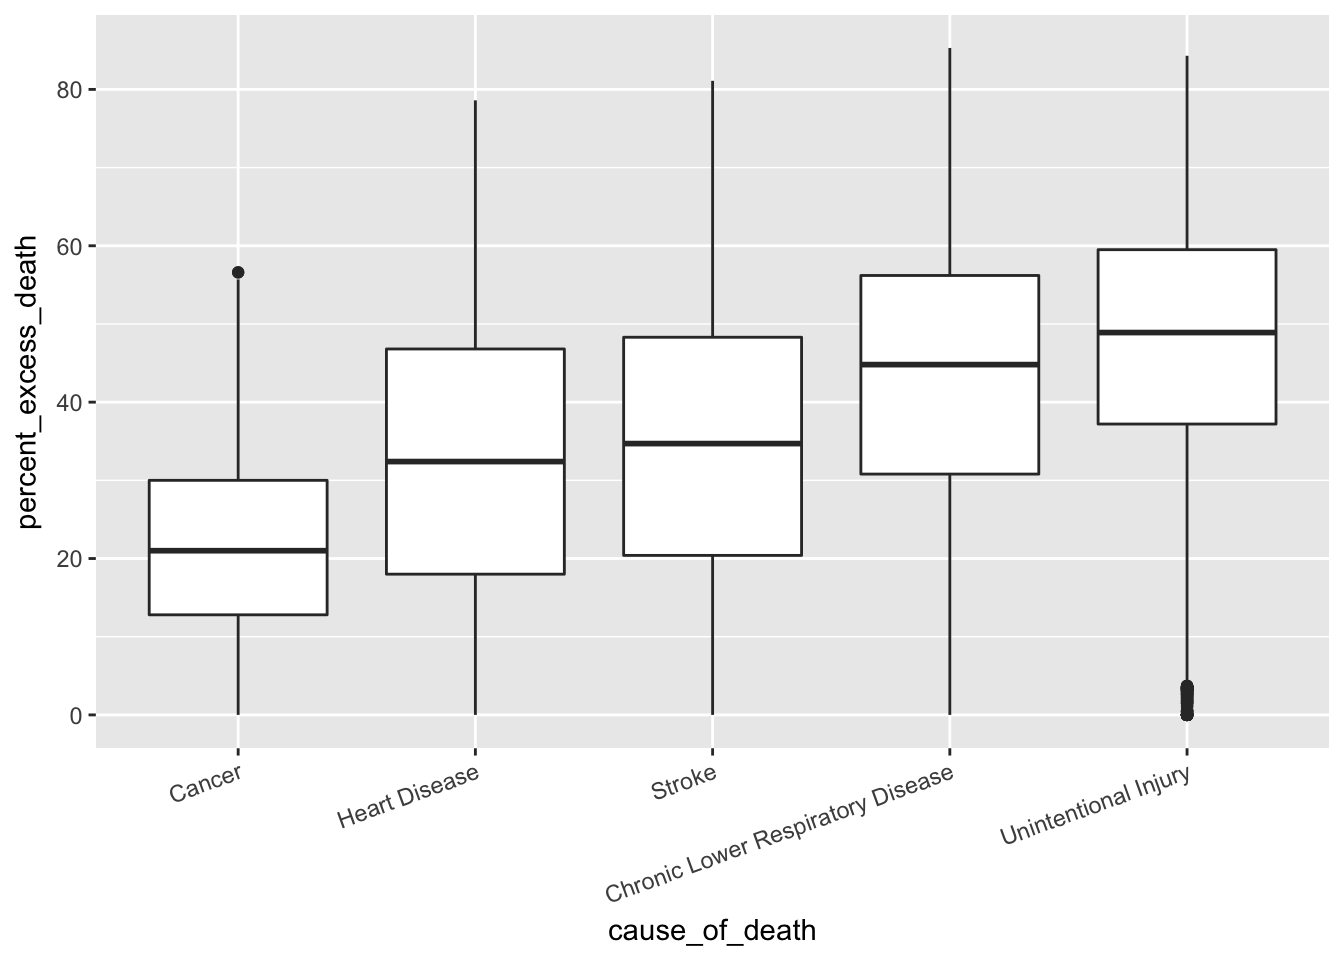 percent_excess_death
80
60
40
20
0
Cancer
Heart Disease
Stroke
Chronic Lower Respiratory Disease
Unintentional Injury
cause_of_death